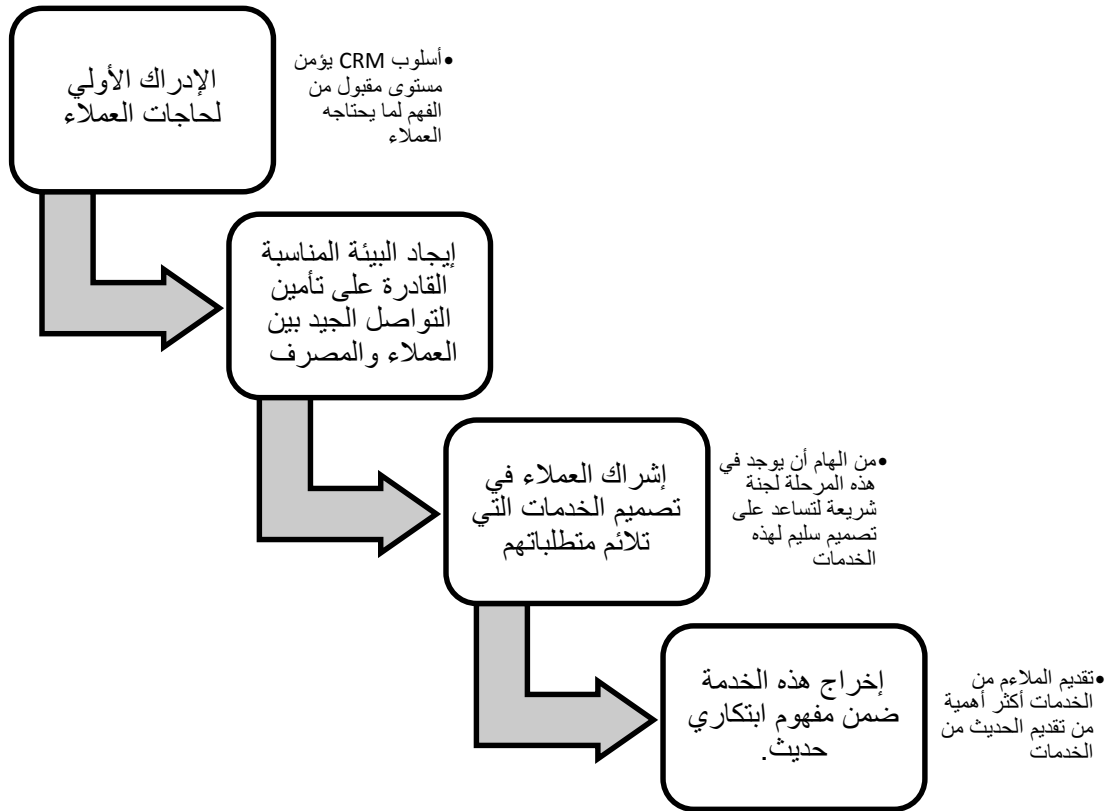 الإدراك الأولي
لحاجات العملاء
•أسلوب CRM يؤمن
مستوى مقبول من
الفهم لما يحتاجه
العملاء
إيجاد البيئة المناسبة
القادرة على تأمين
التواصل الجيد بين
العملاء والمصرف
إشراك العملاء في
تصميم الخدمات التي
تلائم متطلباتهم
•من الهام أن يوجد في
هذه المرحلة لجنة
شريعة لتساعد على
تصميم سليم لهذه
الخدمات
إخراج هذه الخدمة
ضمن مفهوم ابتكاري
حديث.
•تقديم الملاءم من
الخدمات أكثر أهمية
من تقديم الحديث من
الخدمات